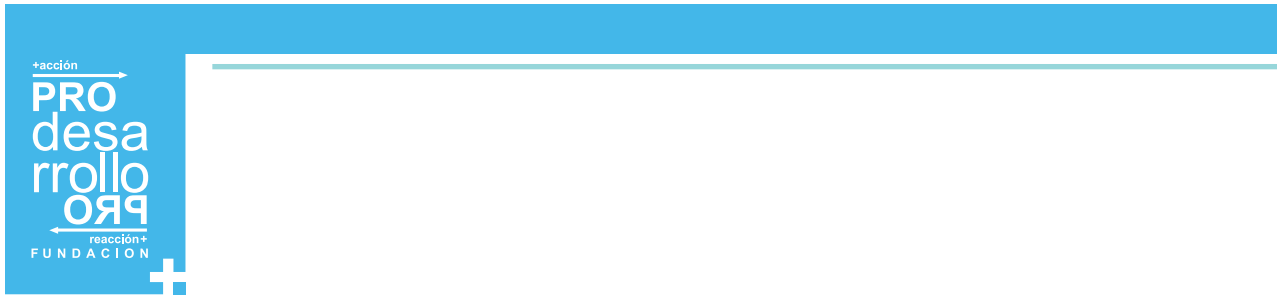 +acción
PRO
desa
rrollo
PRO
reacción+
FUNDACION